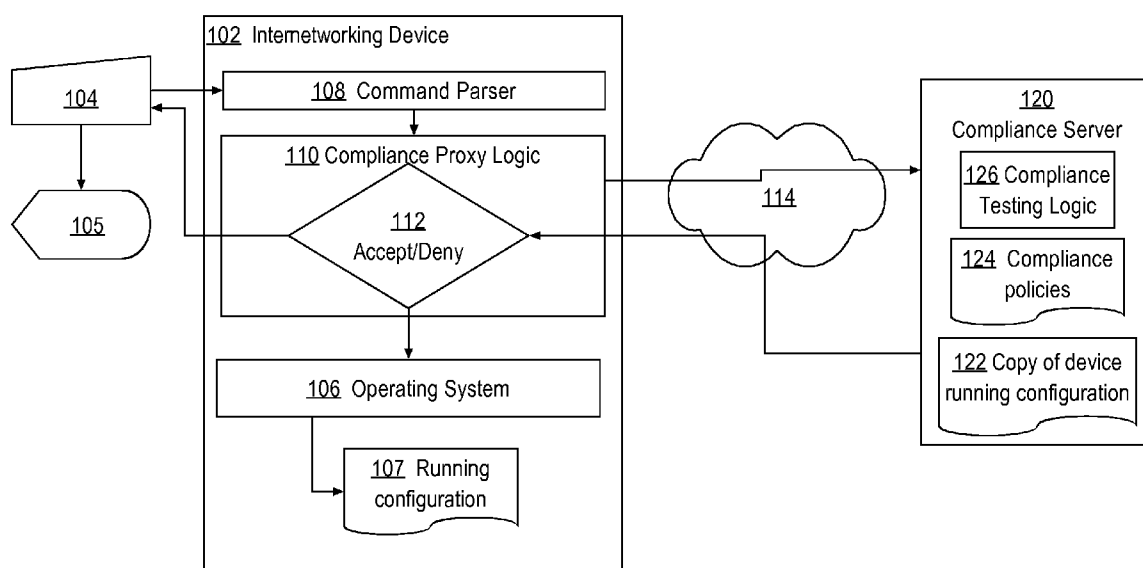 102 Internetworking Device
104
105
108 Command Parser
110 Compliance Proxy Logic
112
Accept/Deny
106 Operating System
107 Running
configuration
114
120
Compliance Server
126 Compliance
Testing Logic
124 Compliance
policies
122 Copy of device
running configuration